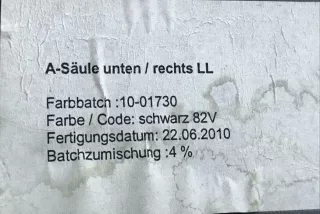 A-Säule unten / rechts LL
Farbbatch :10-01730
Farbe / Code: schwarz 82V
Fertigungsdatum: 22.06.2010
Batchzumischung :4 %